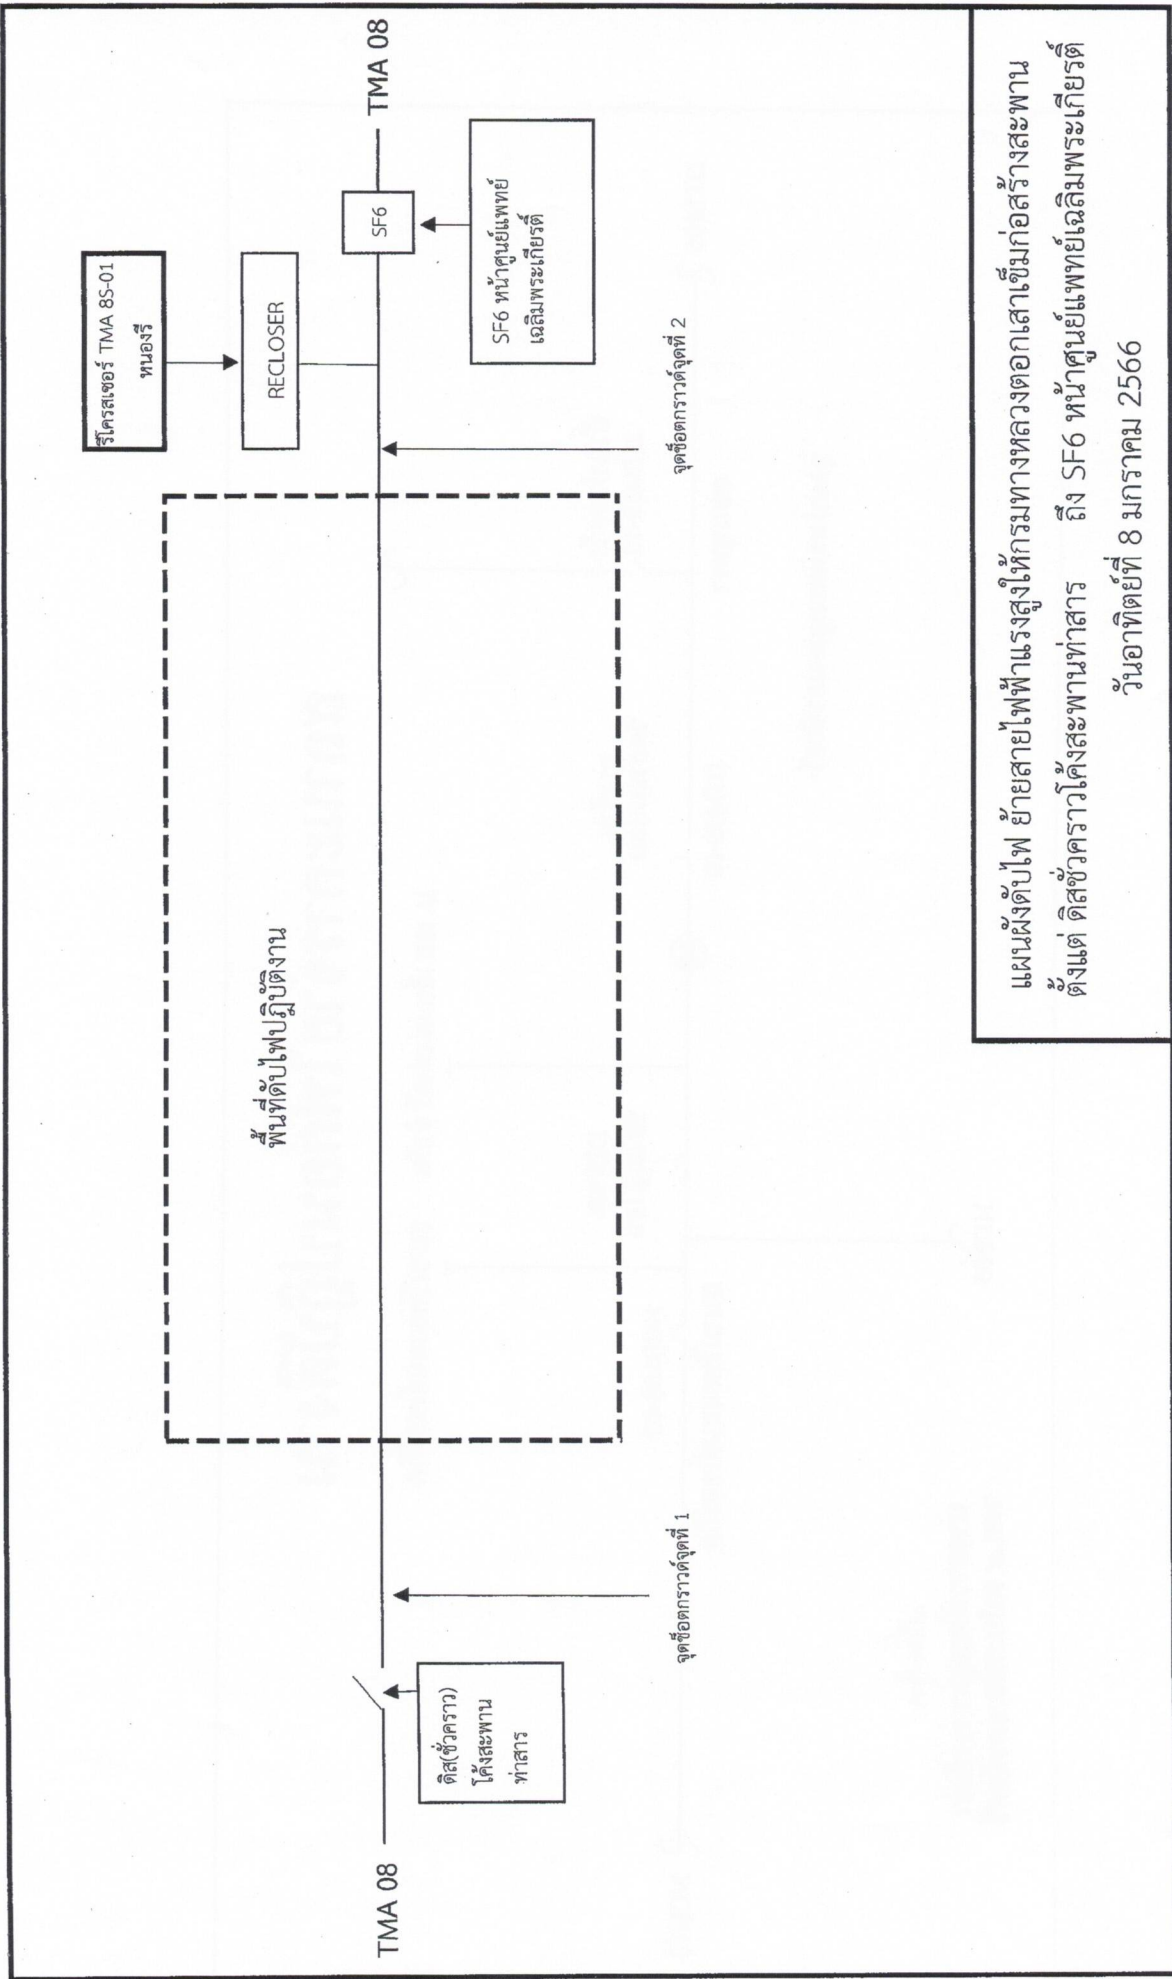 รีโครสเซอร์ TMA 8S-01
หนองรี
RECLOSER
SF6
TMA 08
SF6 หน้าศูนย์แพทย์
เฉลิมพระเกียรติ์
จุดช็อตกราวด์จุดที่ 2
พื้นที่ดับไฟปฏิบัติงาน
จุดช็อตกราวด์จุดที่ 1
ดิส(ชั่วคราว)
โค้งสะพาน
ท่าสาร
TMA 08
แผนผังดับไฟ ย้ายสายไฟฟ้าแรงสูงให้กรมทางหลวงตอกเสาเข็มก่อสร้างสะพาน
ตั้งแต่ ดิสชั่วคราวโค้งสะพานท่าสาร ถึง SF6 หน้าศูนย์แพทย์เฉลิมพระเกียรติ์
วันอาทิตย์ที่ 8 มกราคม 2566